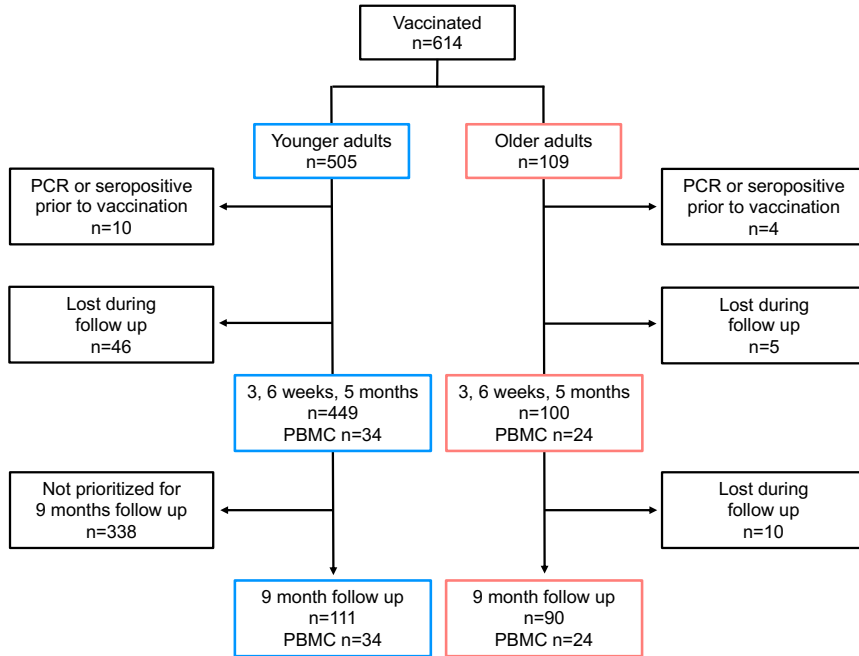 Vaccinated
n=614
Younger adults
n=505
Older adults
n=109
PCR or seropositive
prior to vaccination
n=10
PCR or seropositive
prior to vaccination
n=4
Lost during
follow up
n=46
Lost during
follow up
n=5
3, 6 weeks, 5 months
n=449
PBMC n=34
3, 6 weeks, 5 months
n=100
PBMC n=24
Not prioritized for
9 months follow up
n=338
Lost during
follow up
n=10
9 month follow up
n=111
PBMC n=34
9 month follow up
n=90
PBMC n=24